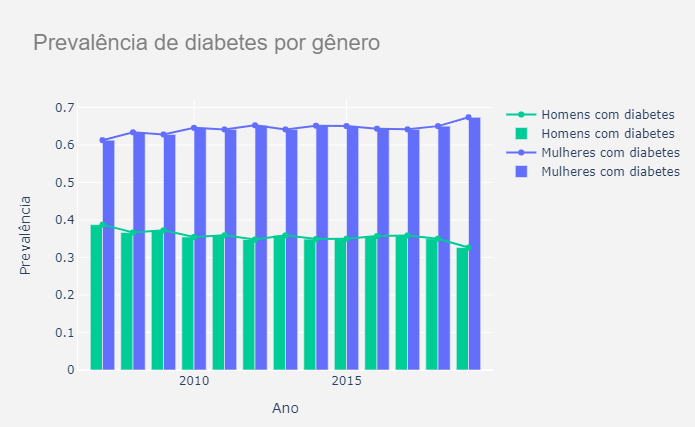 Prevalência de diabetes por gênero
Homens com diabetes
Homens com diabetes
Mulheres com diabetes
Mulheres com diabetes
Prevalência
0.7
0.6
0.5
0.4
0.3
0.2
0.1
0
2010
2015
Ano